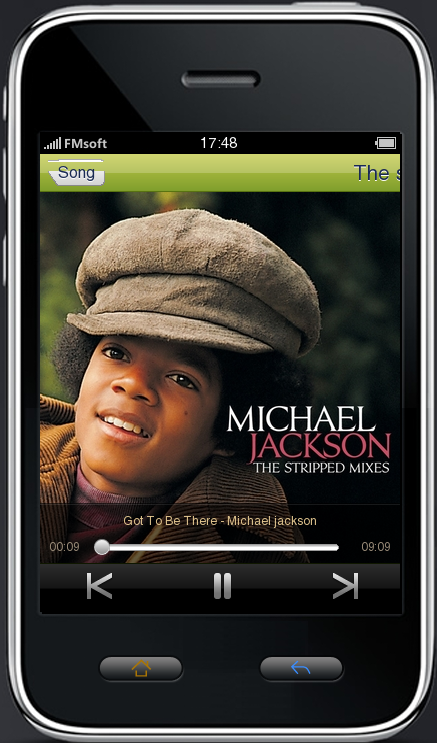 FMsoft 17:48
Song The s
MICHAEL
JACKSON
THE STRIPPED MIXES
Got To Be There - Michael jackson
00:09 09:09